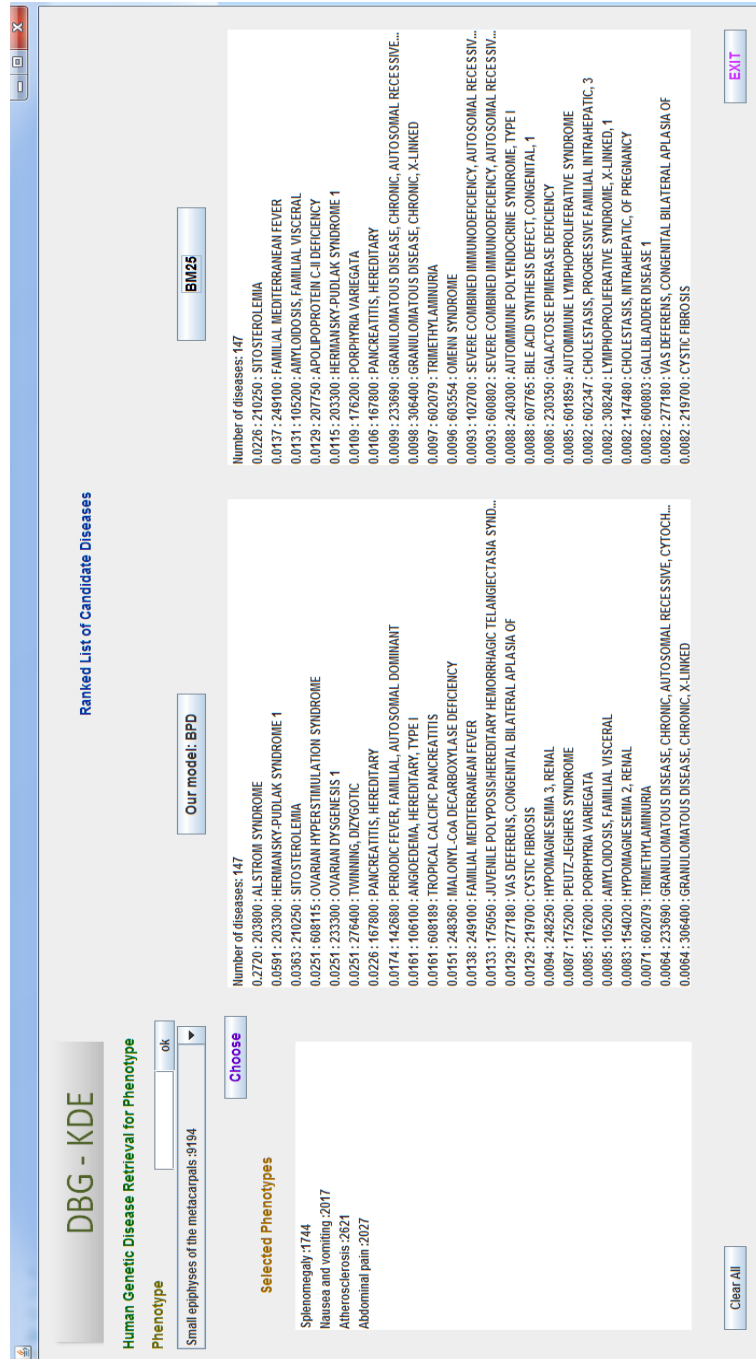 DBG - KDE
Ranked List of Candidate Diseases
Human Genetic Disease Retrieval for Phenotype
Phenotype
ok
Small epiphyses of the metacarpals :9194
Choose
Selected Phenotypes
Splenomegaly :1744
Nausea and vomiting :2017
Atherosclerosis :2621
Abdominal pain :2027
Clear All
Our model: BPD
Number of diseases: 147
0.2720 : 203800 : ALSTROM SYNDROME
0.0591 : 203300 : HERMANSKY-PUDLAK SYNDROME 1
0.0363 : 210250 : SITOSTEROLEMIA
0.0251 : 608115 : OVARIAN HYPERSTIMULATION SYNDROME
0.0251 : 233300 : OVARIAN DYSGENESIS 1
0.0251 : 276400 : TWINNING, DIZYGOTIC
0.0226 : 167800 : PANCREATITIS, HEREDITARY
0.0174 : 142680 : PERIODIC FEVER, FAMILIAL, AUTOSOMAL DOMINANT
0.0161 : 106100 : ANGIOEDEMA, HEREDITARY, TYPE I
0.0161 : 608189 : TROPICAL CALCIFIC PANCREATITIS
0.0151 : 248360 : MALONYL-CoA DECARBOXYLASE DEFICIENCY
0.0138 : 249100 : FAMILIAL MEDITERRANEAN FEVER
0.0133 : 175050 : JUVENILE POLYPOSIS/HEREDITARY HEMORRHAGIC TELANGIECTASIA SYND...
0.0129 : 277180 : VAS DEFERENS, CONGENITAL BILATERAL APLASIA OF
0.0129 : 219700 : CYSTIC FIBROSIS
0.0094 : 248250 : HYPOMAGNESEMIA 3, RENAL
0.0087 : 175200 : PEUTZ-JEGHERS SYNDROME
0.0085 : 176200 : PORPHYRIA VARIEGATA
0.0085 : 105200 : AMYLOIDOSIS, FAMILIAL VISCERAL
0.0083 : 154020 : HYPOMAGNESEMIA 2, RENAL
0.0071 : 602079 : TRIMETHYLAMINURIA
0.0064 : 233690 : GRANULOMATOUS DISEASE, CHRONIC, AUTOSOMAL RECESSIVE, CYTOCH...
0.0064 : 306400 : GRANULOMATOUS DISEASE, CHRONIC, X-LINKED
BM25
Number of diseases: 147
0.0226 : 210250 : SITOSTEROLEMIA
0.0137 : 249100 : FAMILIAL MEDITERRANEAN FEVER
0.0131 : 105200 : AMYLOIDOSIS, FAMILIAL VISCERAL
0.0129 : 207750 : APOLIPOPROTEIN C-II DEFICIENCY
0.0115 : 203300 : HERMANSKY-PUDLAK SYNDROME 1
0.0109 : 176200 : PORPHYRIA VARIEGATA
0.0106 : 167800 : PANCREATITIS, HEREDITARY
0.0099 : 233690 : GRANULOMATOUS DISEASE, CHRONIC, AUTOSOMAL RECESSIVE...
0.0098 : 306400 : GRANULOMATOUS DISEASE, CHRONIC, X-LINKED
0.0097 : 602079 : TRIMETHYLAMINURIA
0.0096 : 603554 : OMENN SYNDROME
0.0093 : 102700 : SEVERE COMBINED IMMUNODEFICIENCY, AUTOSOMAL RECESSIV...
0.0093 : 600802 : SEVERE COMBINED IMMUNODEFICIENCY, AUTOSOMAL RECESSIV...
0.0088 : 240300 : AUTOIMMUNE POLYENDOCRINE SYNDROME, TYPE I
0.0088 : 607765 : BILE ACID SYNTHESIS DEFECT, CONGENITAL, 1
0.0086 : 230350 : GALACTOSE EPIMERASE DEFICIENCY
0.0085 : 601859 : AUTOIMMUNE LYMPHOPROLIFERATIVE SYNDROME
0.0082 : 602347 : CHOLESTASIS, PROGRESSIVE FAMILIAL INTRAHEPATIC, 3
0.0082 : 308240 : LYMPHOPROLIFERATIVE SYNDROME, X-LINKED, 1
0.0082 : 147480 : CHOLESTASIS, INTRAHEPATIC, OF PREGNANCY
0.0082 : 600803 : GALLBLADDER DISEASE 1
0.0082 : 277180 : VAS DEFERENS, CONGENITAL BILATERAL APLASIA OF
0.0082 : 219700 : CYSTIC FIBROSIS
EXIT